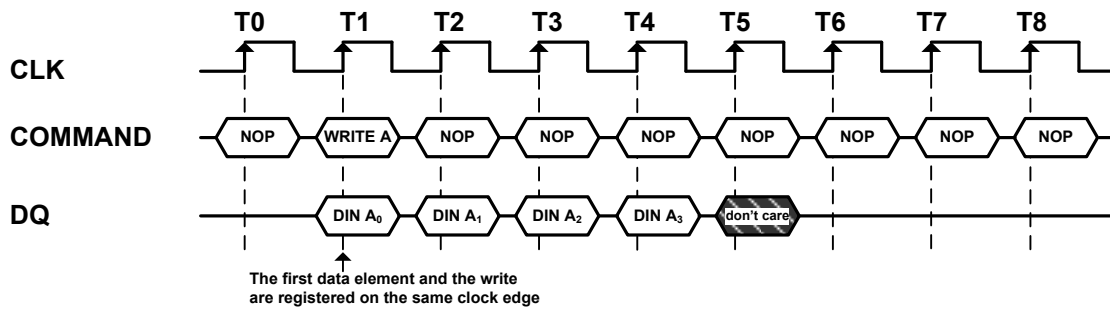 T0 T1 T2 T3 T4 T5 T6 T7 T8
CLK
COMMAND NOP WRITE A NOP NOP NOP NOP NOP NOP NOP
DQ DIN A₀ DIN A₁ DIN A₂ DIN A₃ don't care
The first data element and the write
are registered on the same clock edge